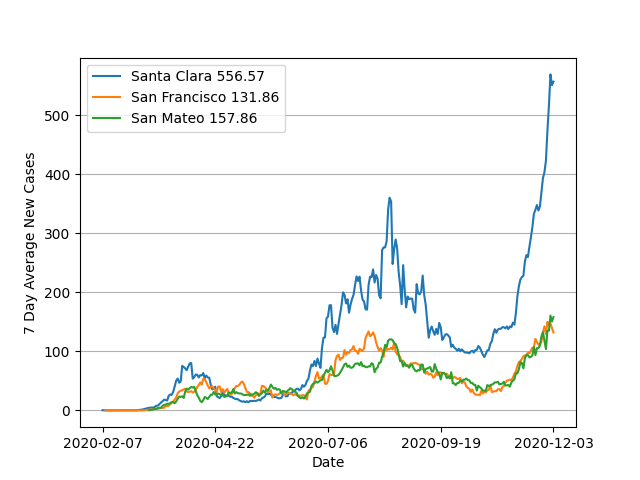 Santa Clara 556.57
San Francisco 131.86
San Mateo 157.86
7 Day Average New Cases
500
400
300
200
100
0
2020-02-07 2020-04-22 2020-07-06 2020-09-19 2020-12-03
Date